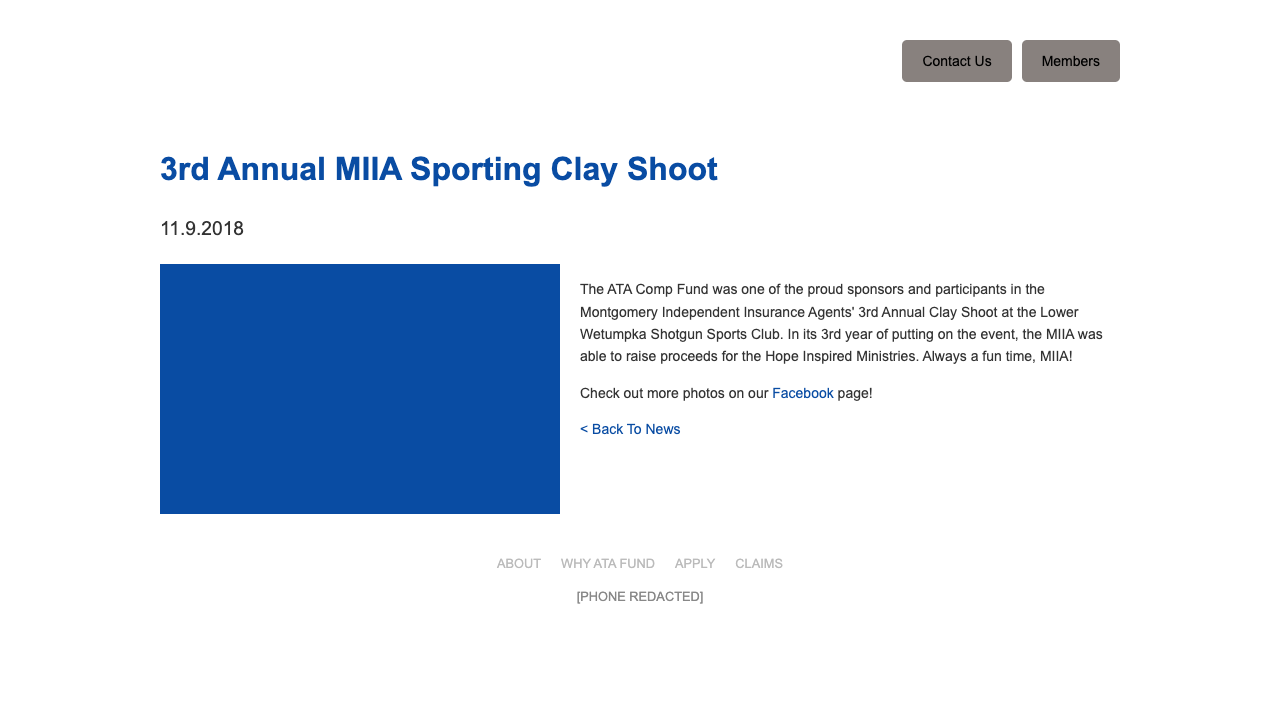 Contact Us
Members
3rd Annual MIIA Sporting Clay Shoot
11.9.2018
The ATA Comp Fund was one of the proud sponsors and participants in the
Montgomery Independent Insurance Agents' 3rd Annual Clay Shoot at the Lower
Wetumpka Shotgun Sports Club. In its 3rd year of putting on the event, the MIIA was
able to raise proceeds for the Hope Inspired Ministries. Always a fun time, MIIA!
Check out more photos on our Facebook page!
< Back To News
ABOUT WHY ATA FUND APPLY CLAIMS
[PHONE REDACTED]